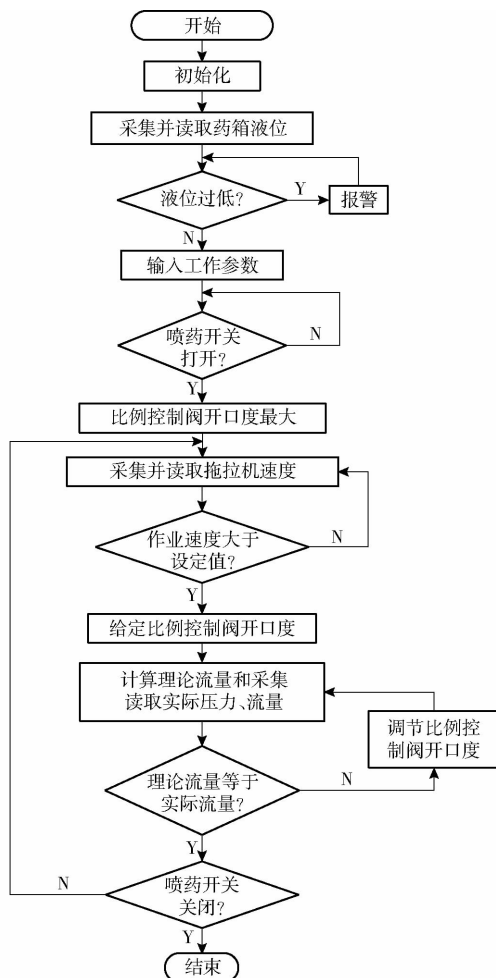 开始
初始化
采集并读取药箱液位
液位过低?
Y
报警
N
输入工作参数
喷药开关
打开?
N
Y
比例控制阀开口度最大
采集并读取拖拉机速度
作业速度大于
设定值?
N
Y
给定比例控制阀开口度
计算理论流量和采集
读取实际压力、流量
调节比例控
制阀开口度
理论流量等于
实际流量?
N
Y
喷药开关
关闭?
N
Y
结束